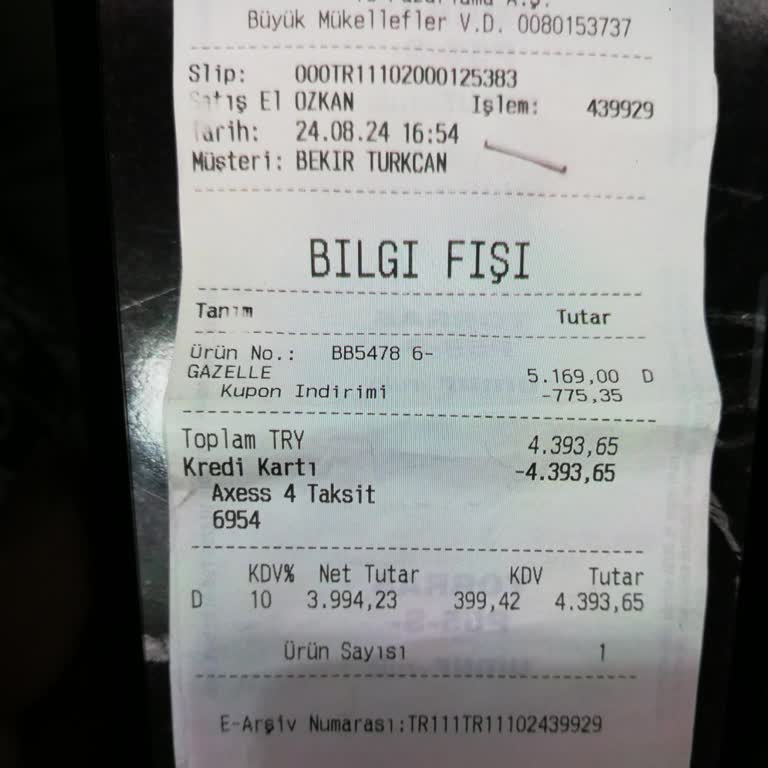 Büyük Mükellefler V.D. 0080153737
Slip: 000TR11102000125383
Satış El OZKAN İşlem: 439929
Tarih: 24.08.24 16:54
Müşteri: BEKIR TURKCAN
BILGI FIŞI
Tanım Tutar
Ürün No.: BB5478 6-
GAZELLE 5.169,00 D
Kupon Indirimi -775,35
Toplam TRY 4.393,65
Kredi Kartı -4.393,65
Axess 4 Taksit
6954
KDV% Net Tutar KDV Tutar
D 10 3.994,23 399,42 4.393,65
Ürün Sayısı 1
E-Arşiv Numarası:TR111TR11102439929